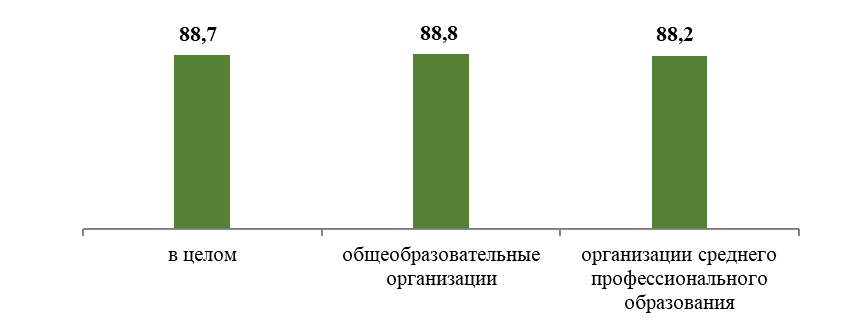 88,7
88,8
88,2
в целом
общеобразовательные
организации
организации среднего
профессионального
образования